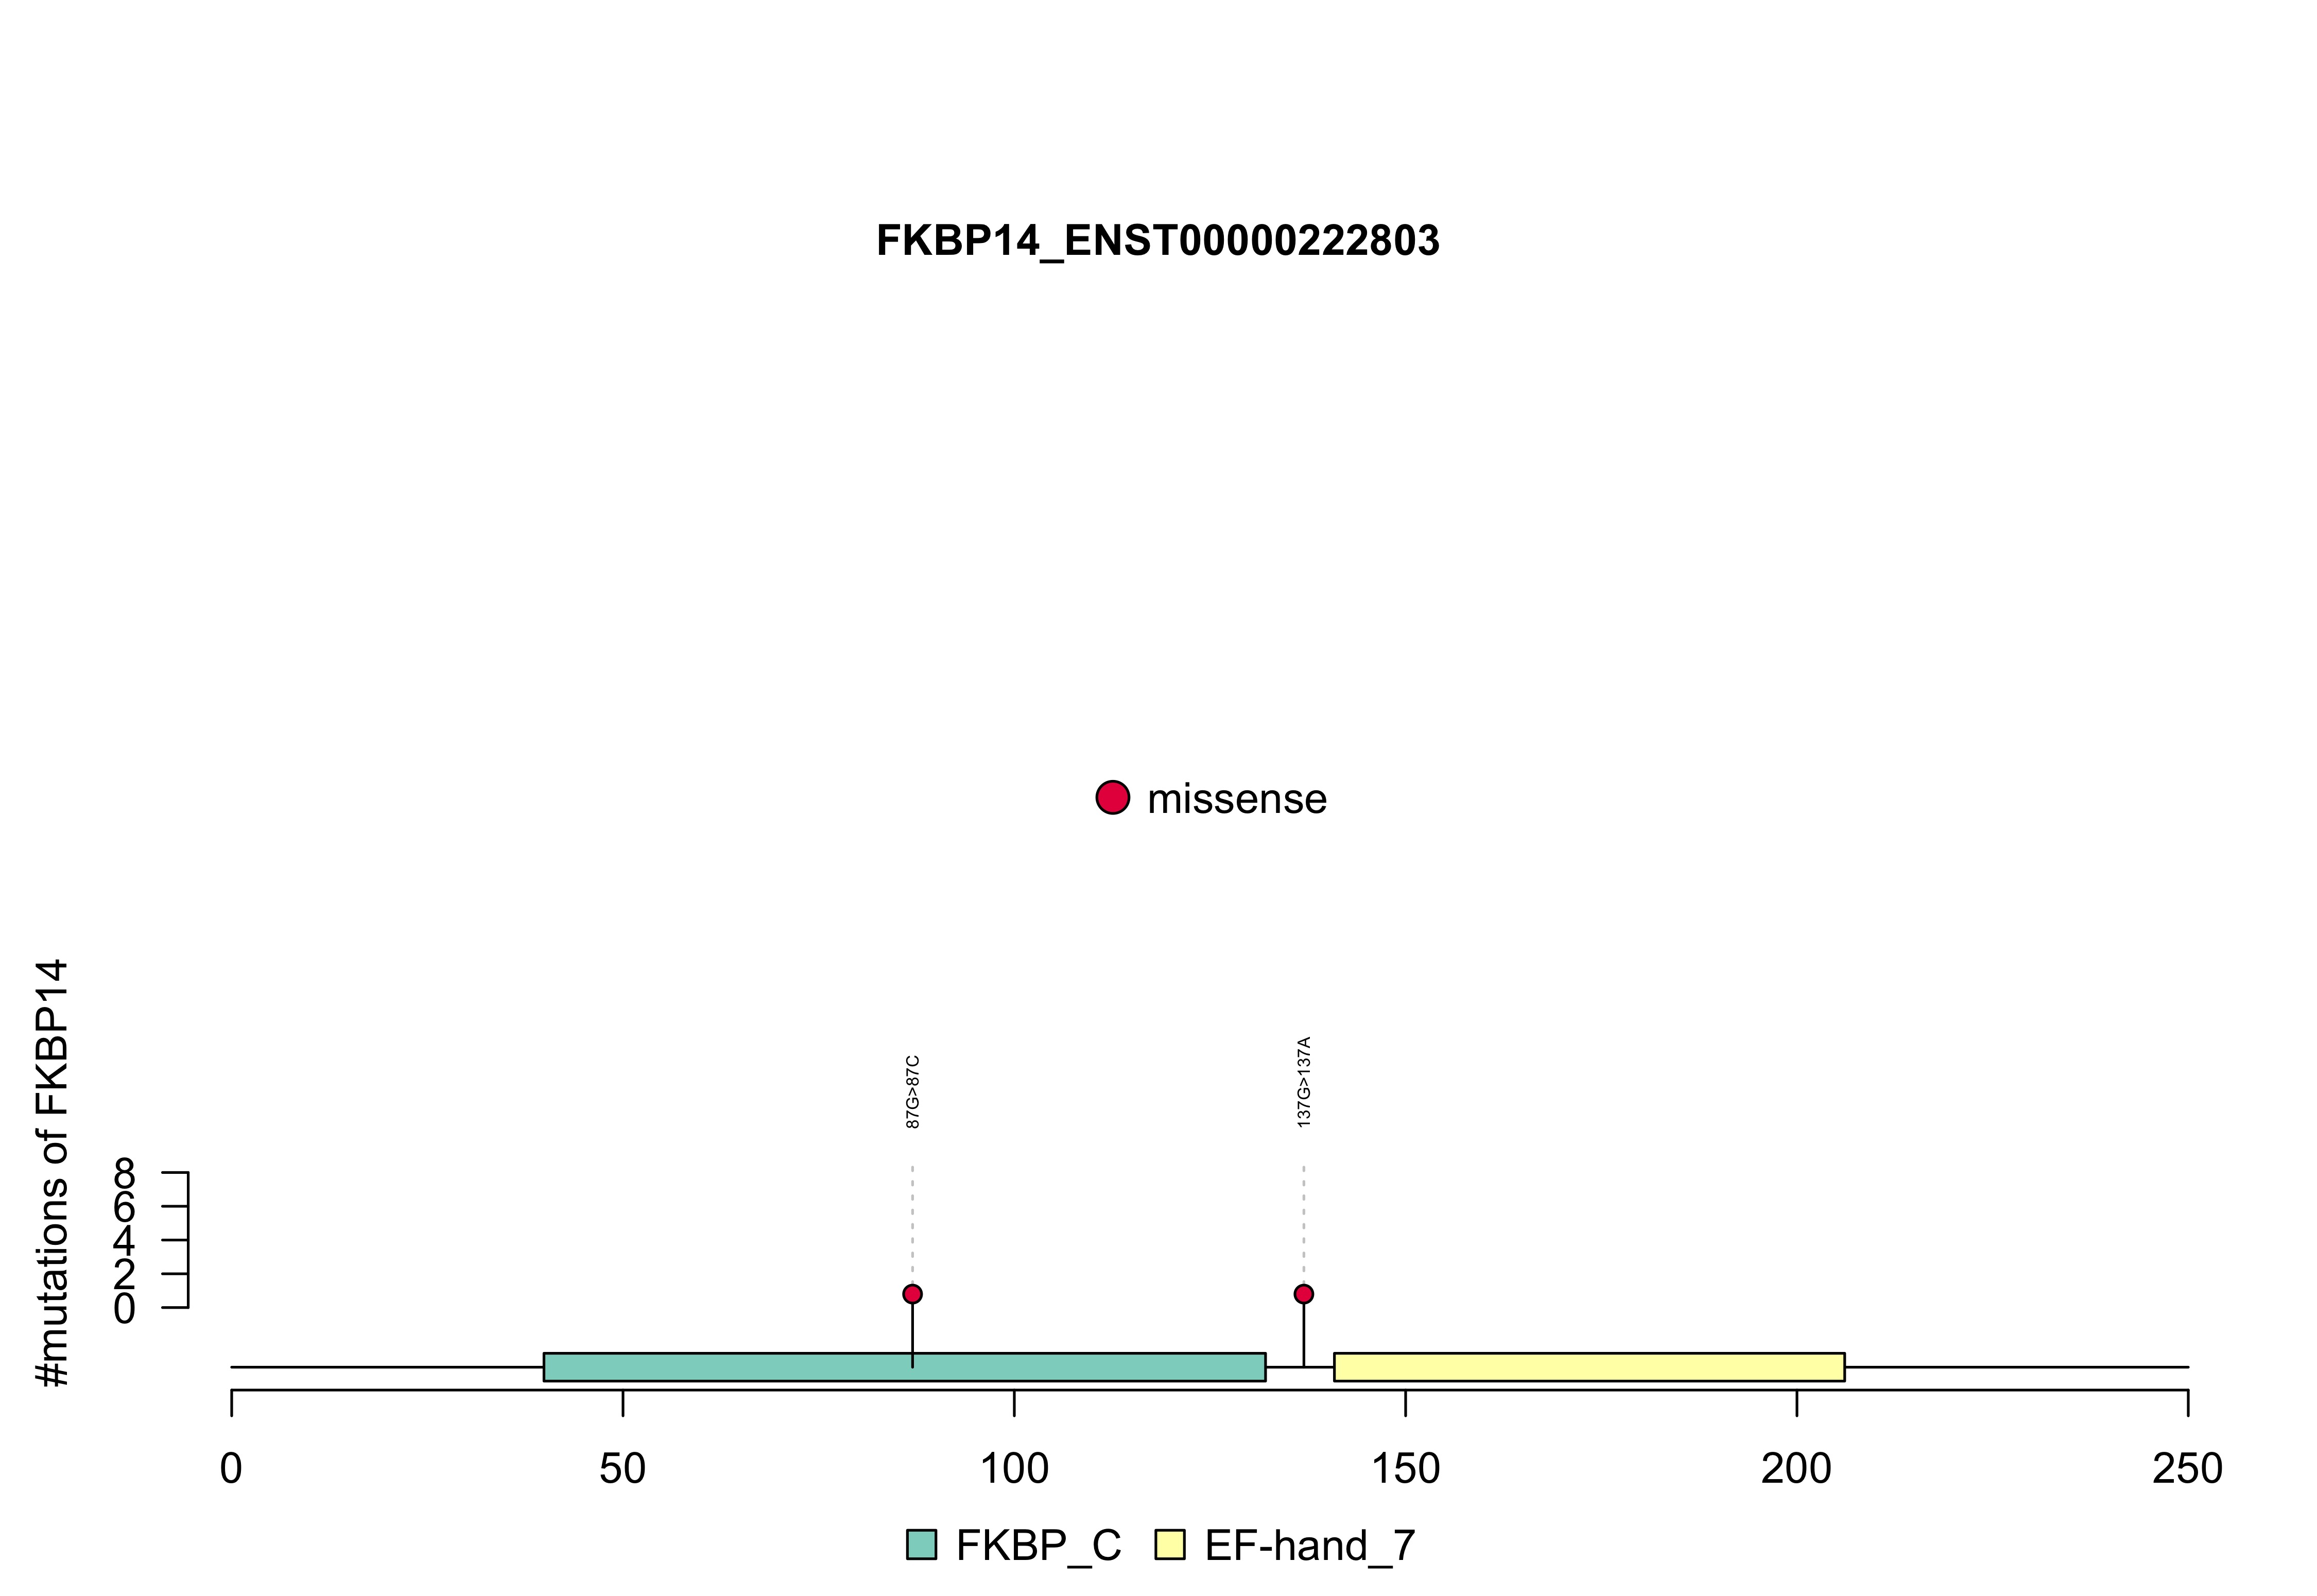 FKBP14_ENST00000222803
missense
#mutations of FKBP14
87G>87C
137G>137A
8
6
4
2
0
0 50 100 150 200 250
FKBP_C EF-hand_7